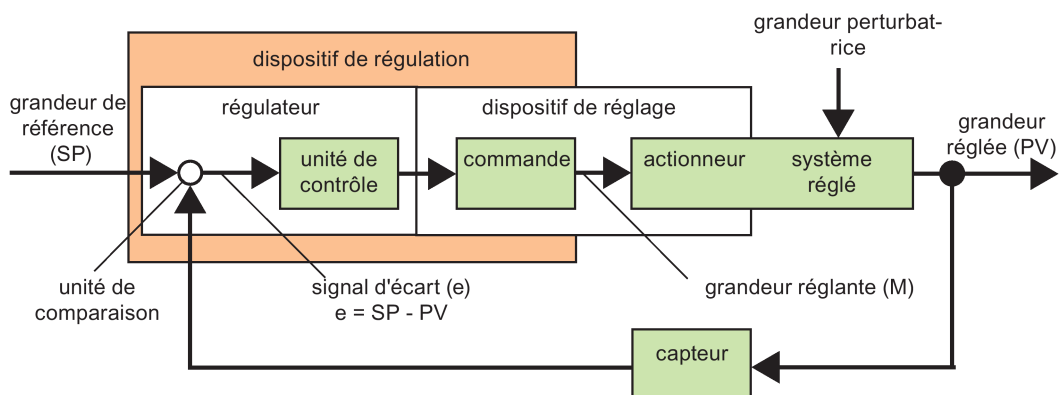 grandeur perturbat-
rice
dispositif de régulation
grandeur de
référence
(SP)
régulateur
dispositif de réglage
grandeur
réglée (PV)
unité de
contrôle
commande
actionneur
système
réglé
unité de
comparaison
signal d'écart (e)
e = SP - PV
grandeur réglante (M)
capteur